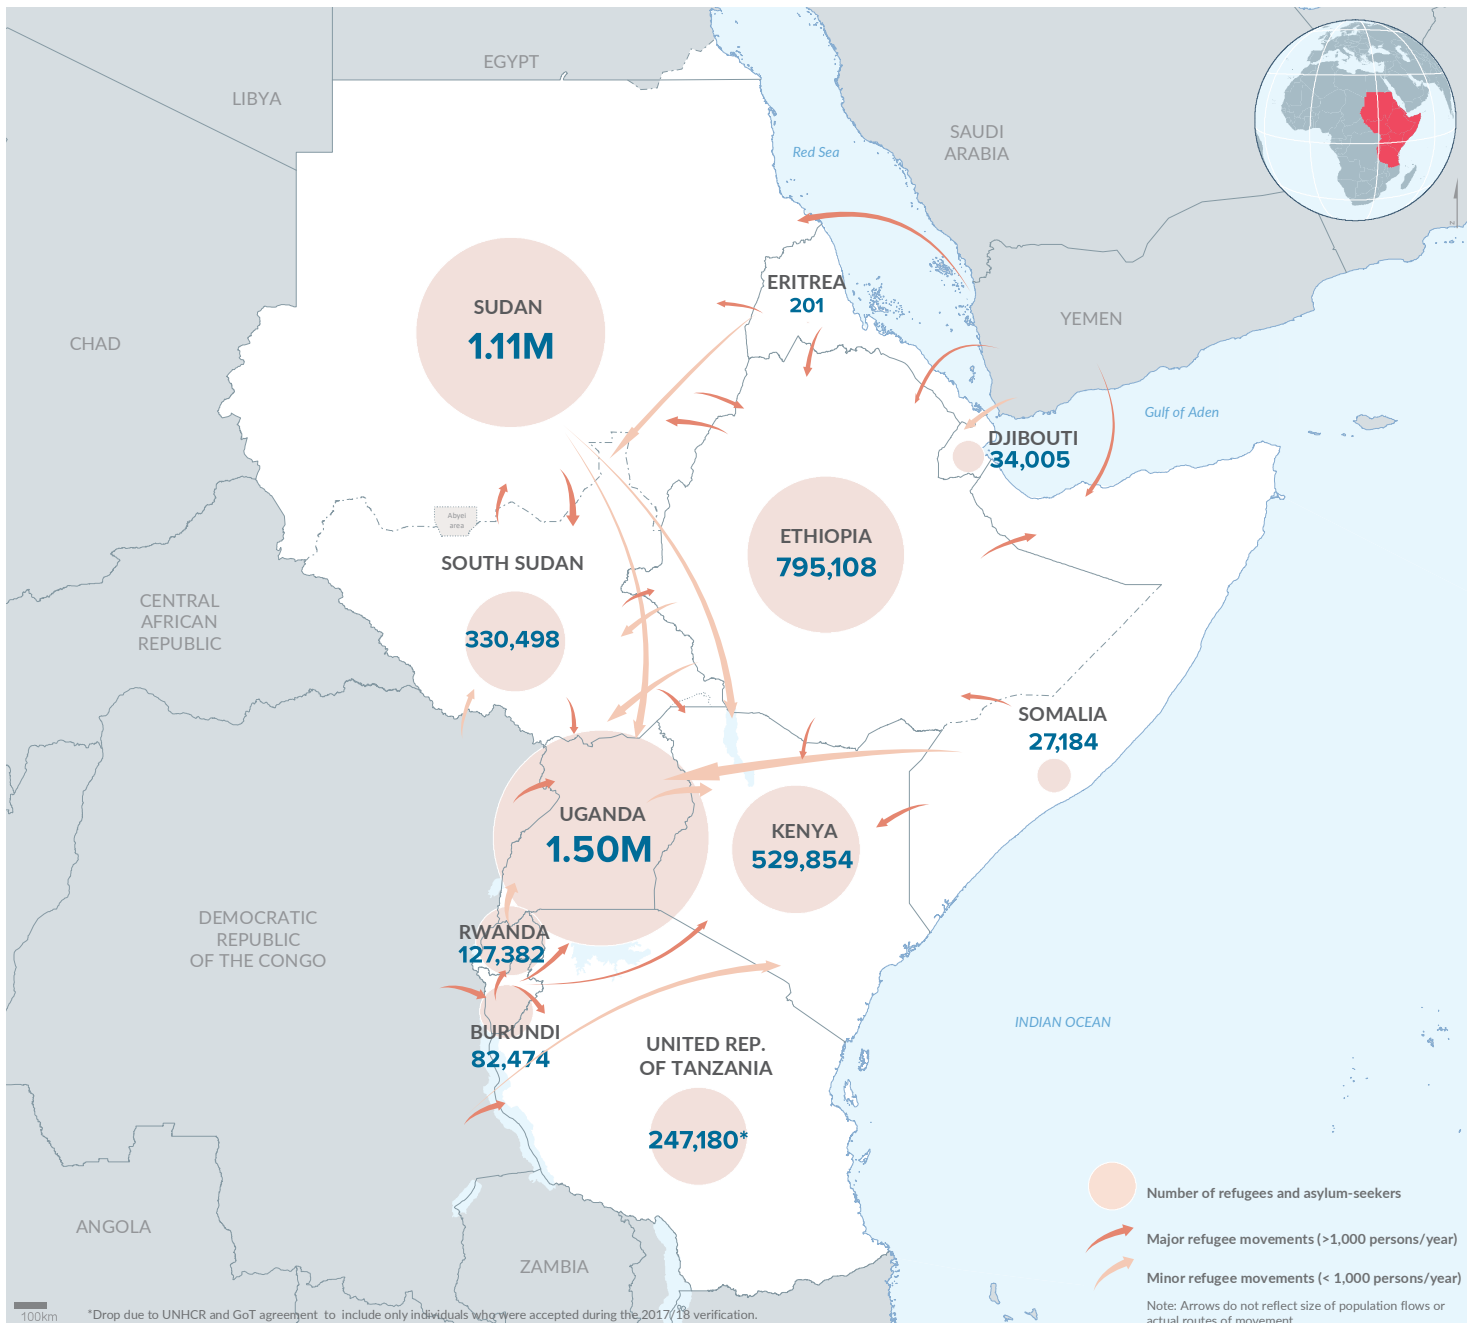 EGYPT
LIBYA
SAUDI
ARABIA
Red Sea
ERITREA
201
SUDAN
1.11M
YEMEN
CHAD
Gulf of Aden
DJIBOUTI
34,005
Abyei
area
ETHIOPIA
795,108
SOUTH SUDAN
330,498
CENTRAL
AFRICAN
REPUBLIC
SOMALIA
27,184
UGANDA
1.50M
KENYA
529,854
DEMOCRATIC
REPUBLIC
OF THE CONGO
RWANDA
127,382
BURUNDI
82,474
INDIAN OCEAN
UNITED REP.
OF TANZANIA
247,180*
ANGOLA
ZAMBIA
Number of refugees and asylum-seekers
Major refugee movements (>1,000 persons/year)
Minor refugee movements (< 1,000 persons/year)
Note: Arrows do not reflect size of population flows or
actual routes of movement
100km
*Drop due to UNHCR and GoT agreement to include only individuals who were accepted during the 2017/18 verification.